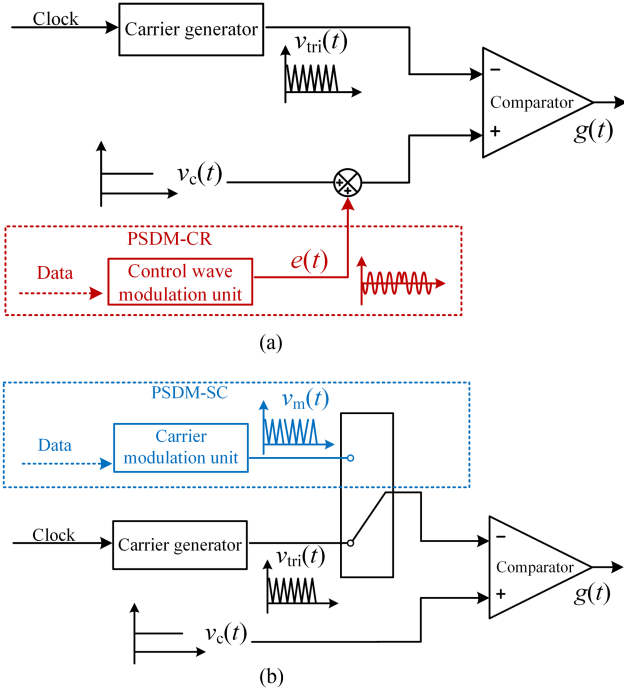 Clock
Carrier generator
vtri(t)
−
Comparator
+
g(t)
vc(t)
+
+
PSDM-CR
Data
Control wave
modulation unit
e(t)
(a)
PSDM-SC
vm(t)
Data
Carrier
modulation unit
Clock
Carrier generator
vtri(t)
−
Comparator
+
g(t)
vc(t)
(b)